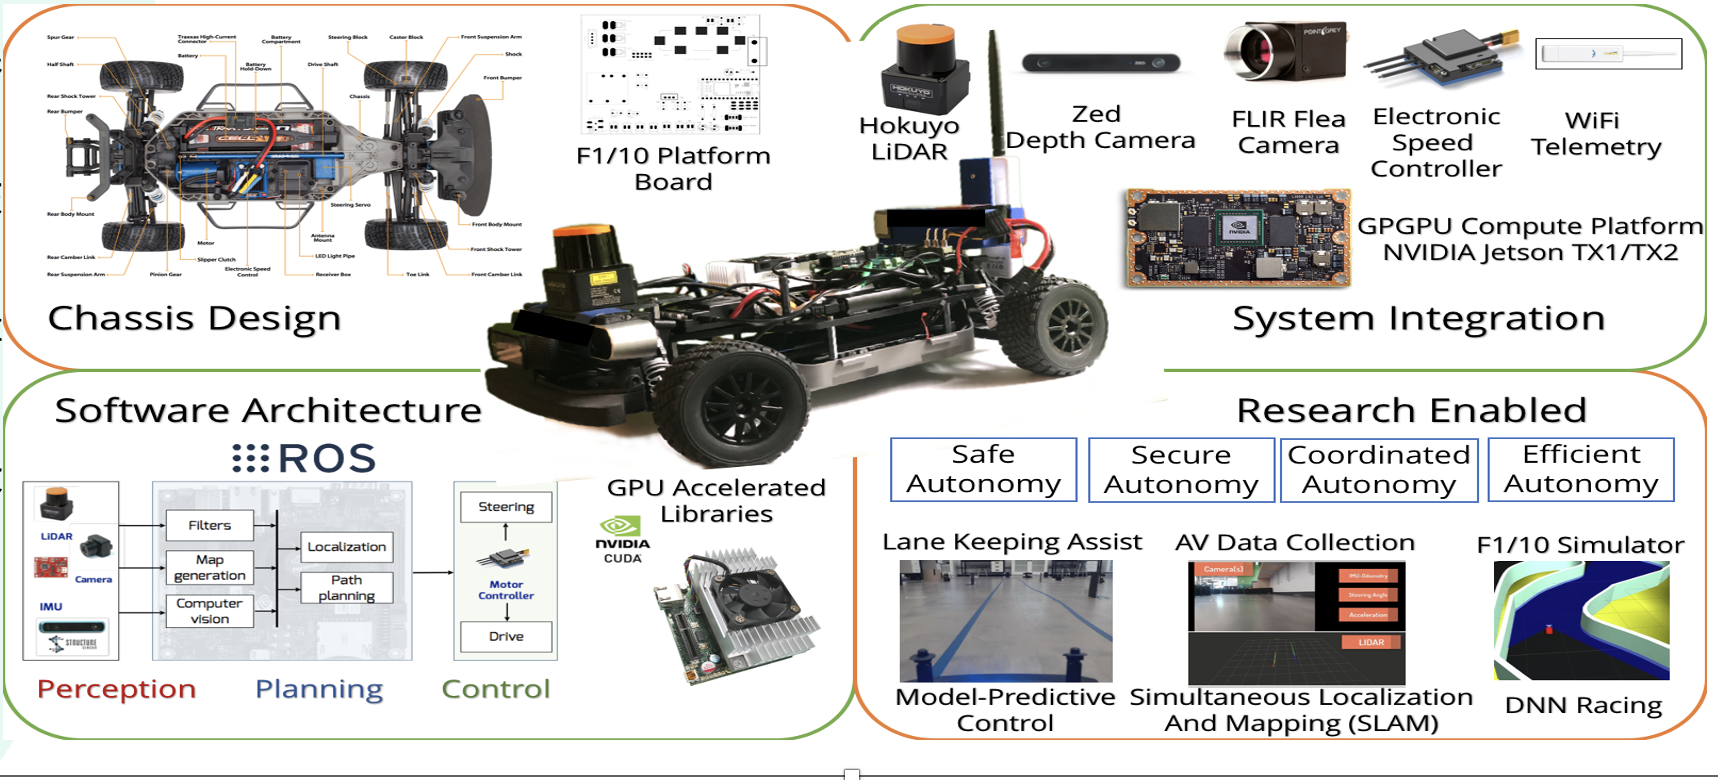 Spur Gear
Half Shaft
Rear Shock Tower
Rear Bumper
Rear Body Mount
Rear Camber Link
Rear Suspension Arm
Traxxas High-Current
Connector
Battery
Battery
Compartment
Battery
Hold-Down
Steering Block
Drive Shaft
Chassis
Caster Block
Front Suspension Arm
Shock
Front Bumper
Steering Servo
Front Body Mount
Front Shock Tower
Front Camber Link
Toe Link
Antenna
Mount
LED Light Pipe
Receiver Box
Electronic Speed
Control
Motor
Slipper Clutch
Pinion Gear
Chassis Design
F1/10 Platform
Board
HOKUYO
Hokuyo
LiDAR
Zed
Depth Camera
POINT GREY
FLIR Flea
Camera
Electronic
Speed
Controller
WiFi
Telemetry
NVIDIA
GPGPU Compute Platform
NVIDIA Jetson TX1/TX2
System Integration
Software Architecture
ROS
LiDAR
Camera
IMU
STRUCTURE
SENSOR
Filters
Map
generation
Computer
vision
Localization
Path
planning
Steering
Motor
Controller
Drive
Perception
Planning
Control
GPU Accelerated
Libraries
NVIDIA
CUDA
Research Enabled
Safe
Autonomy
Secure
Autonomy
Coordinated
Autonomy
Efficient
Autonomy
Lane Keeping Assist
Model-Predictive
Control
AV Data Collection
Camera(s)
IMU-Odometry
Steering Angle
Acceleration
LIDAR
Simultaneous Localization
And Mapping (SLAM)
F1/10 Simulator
DNN Racing